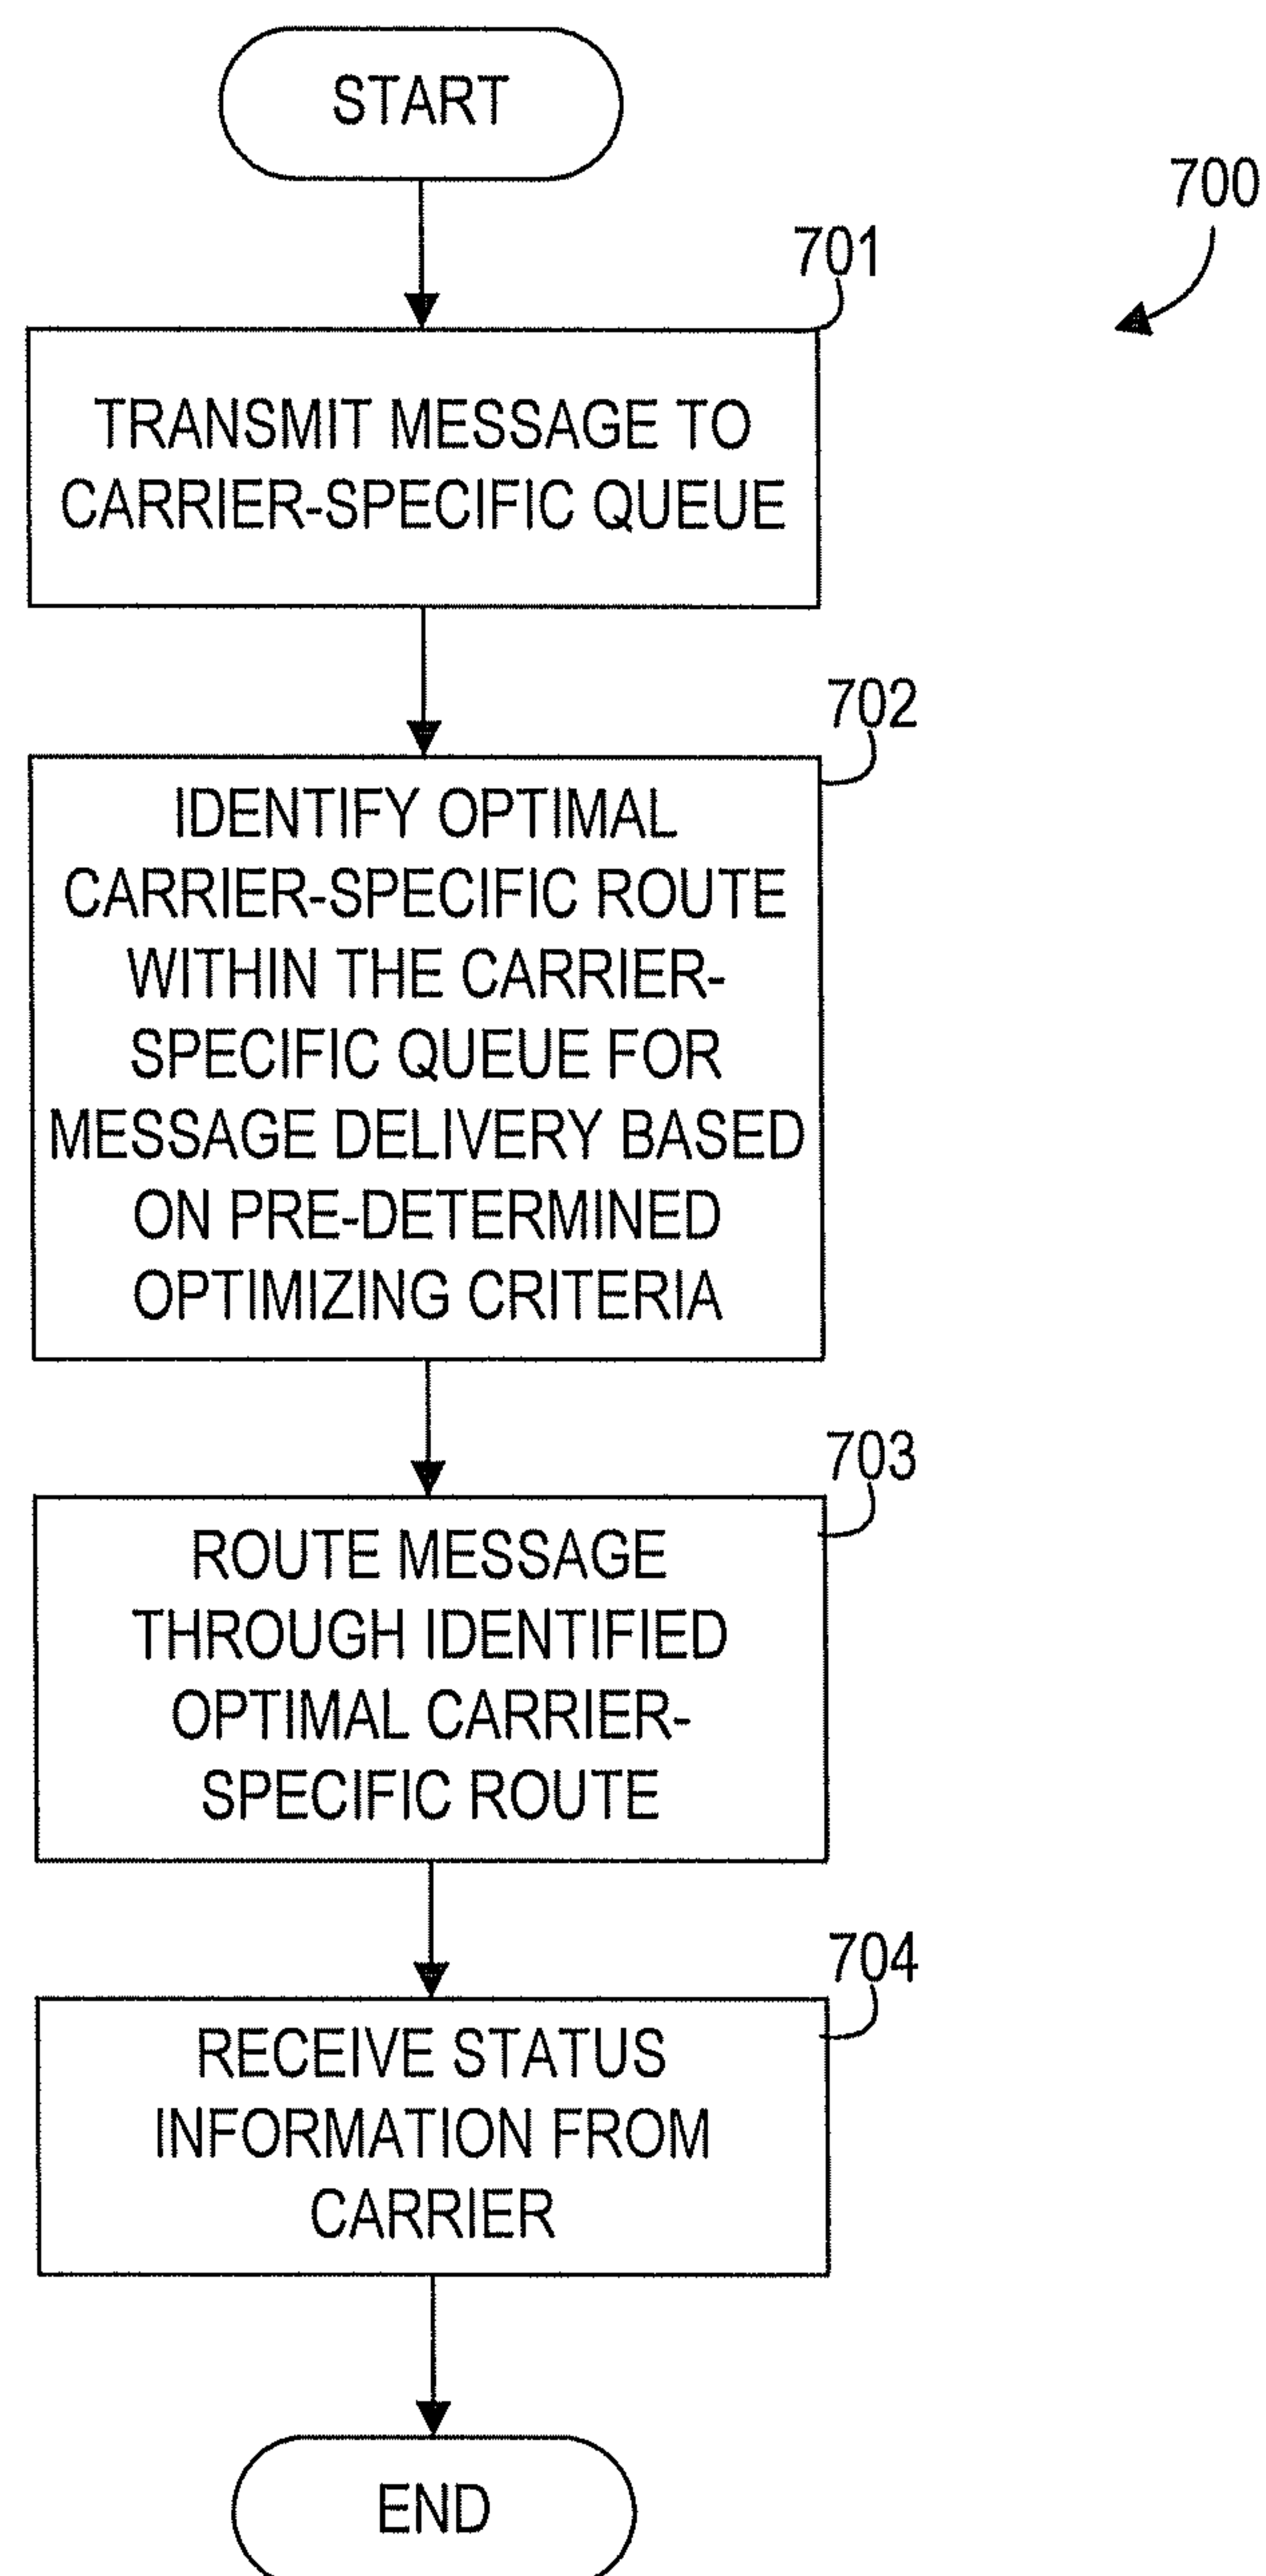 START
700
701
TRANSMIT MESSAGE TO
CARRIER-SPECIFIC QUEUE
702
IDENTIFY OPTIMAL
CARRIER-SPECIFIC ROUTE
WITHIN THE CARRIER-
SPECIFIC QUEUE FOR
MESSAGE DELIVERY BASED
ON PRE-DETERMINED
OPTIMIZING CRITERIA
703
ROUTE MESSAGE
THROUGH IDENTIFIED
OPTIMAL CARRIER-
SPECIFIC ROUTE
704
RECEIVE STATUS
INFORMATION FROM
CARRIER
END